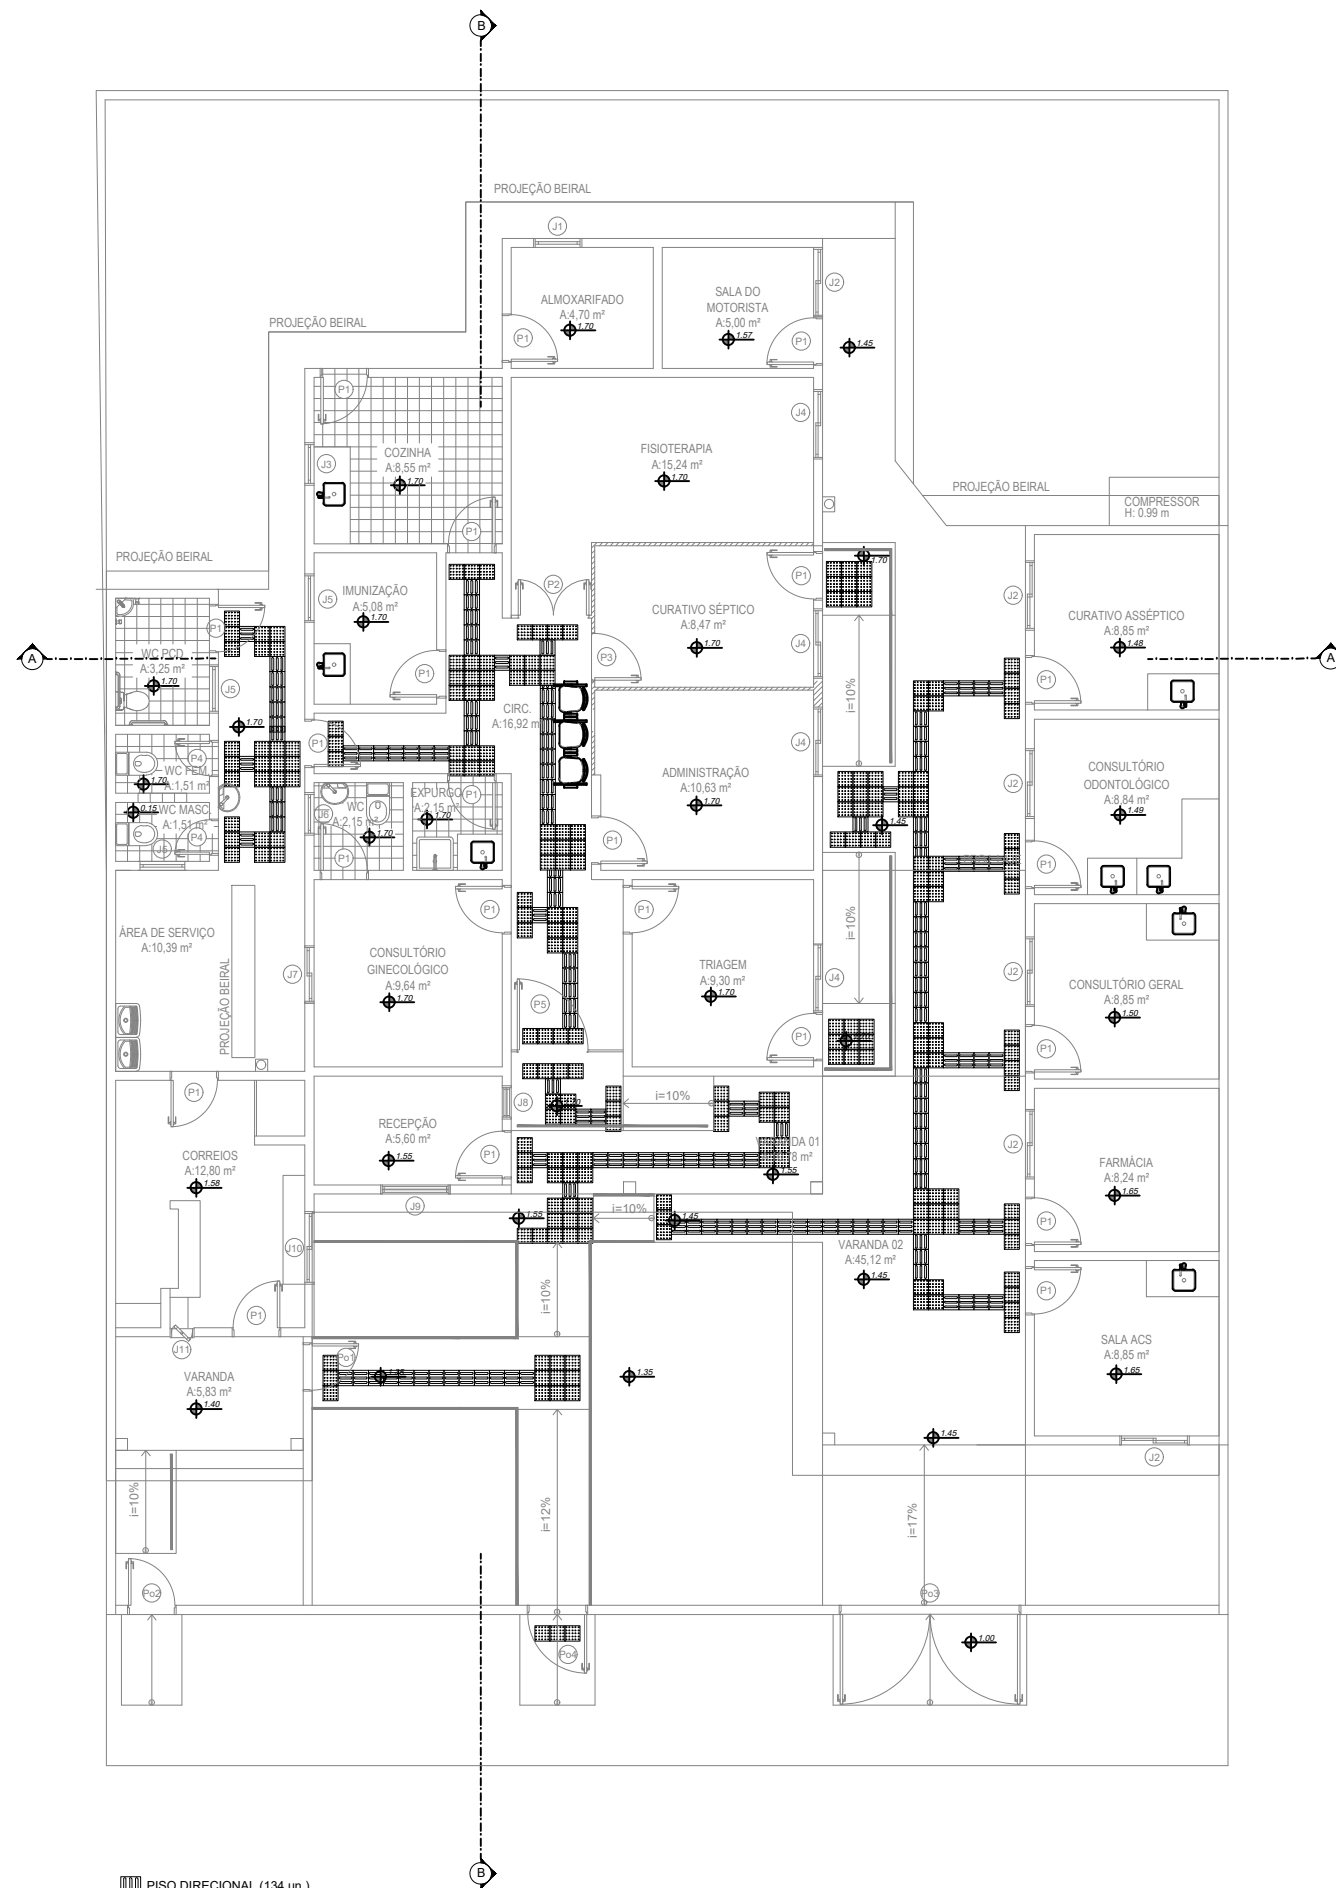 B
PROJEÇÃO BEIRAL
J1
ALMOXARIFADO
A:4,70 m²
1.70
P1
SALA DO
MOTORISTA
A:5,00 m²
1.57
P1
J2
1.45
PROJEÇÃO BEIRAL
P1
COZINHA
A:8,55 m²
1.70
J3
P1
FISIOTERAPIA
A:15,24 m²
1.70
J4
PROJEÇÃO BEIRAL
COMPRESSOR
H: 0.99 m
PROJEÇÃO BEIRAL
IMUNIZAÇÃO
A:5,08 m²
1.70
J5
P1
P2
CURATIVO SÉPTICO
A:8,47 m²
1.70
P1
P3
J4
1.70
J2
CURATIVO ASSÉPTICO
A:8,85 m²
1.48
P1
A
WC PCD
A:3,25 m²
1.70
P1
J5
1.70
A
CIRC.
A:16,92 m
i=10%
P1
P4
WC FEM.
A:1,51 m²
1.70
0.15
WC MASC.
A:1,51 m²
P4
J6
J6
WC
A:2,15 m²
1.70
P1
EXPURGO
A:2,15 m²
1.70
P1
ADMINISTRAÇÃO
A:10,63 m²
1.70
P1
J4
1.45
J2
CONSULTÓRIO
ODONTOLÓGICO
A:8,84 m²
1.49
P1
ÁREA DE SERVIÇO
A:10,39 m²
PROJEÇÃO BEIRAL
J7
CONSULTÓRIO
GINECOLÓGICO
A:9,64 m²
1.70
P1
P5
P1
TRIAGEM
A:9,30 m²
1.70
P1
J4
i=10%
J2
CONSULTÓRIO GERAL
A:8,85 m²
1.50
P1
P1
CORREIOS
A:12,80 m²
1.58
RECEPÇÃO
A:5,60 m²
1.55
J8
P1
J9
i=10%
DA 01
8 m²
1.55
J2
FARMÁCIA
A:8,24 m²
1.65
P1
J10
P1
J11
1.55
i=10%
1.45
VARANDA 02
A:45,12 m²
1.45
i=10%
P1
SALA ACS
A:8,85 m²
1.65
VARANDA
A:5,83 m²
1.40
Po1
1.35
1.35
1.45
J2
i=10%
i=12%
i=17%
Po2
Po3
Po4
1.00
B
PISO DIRECIONAL (134 un.)